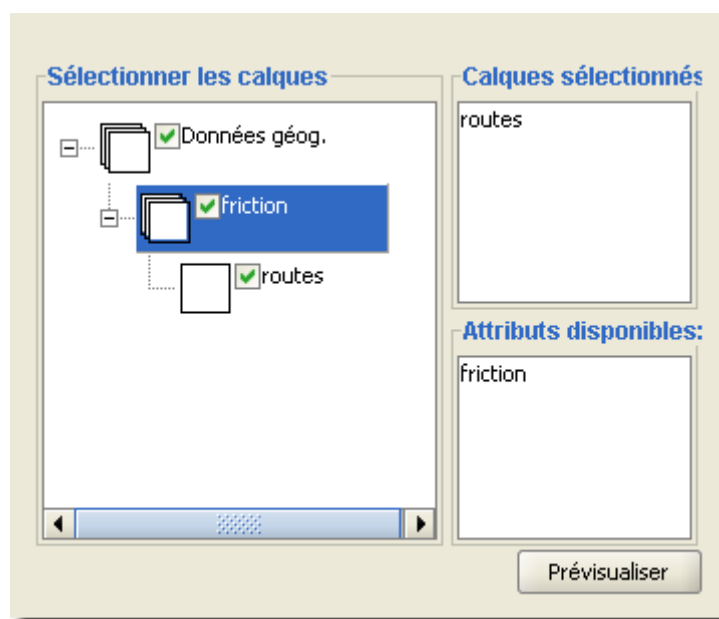 Sélectionner les calques
Données géog.
friction
routes
Calques sélectionnés
routes
Attributs disponibles:
friction
Prévisualiser